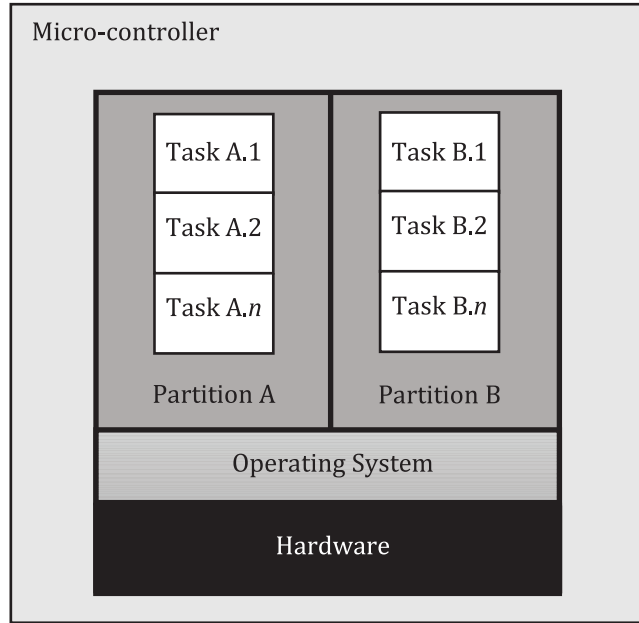 Micro-controller
Task A.1
Task A.2
Task A.n
Partition A
Task B.1
Task B.2
Task B.n
Partition B
Operating System
Hardware